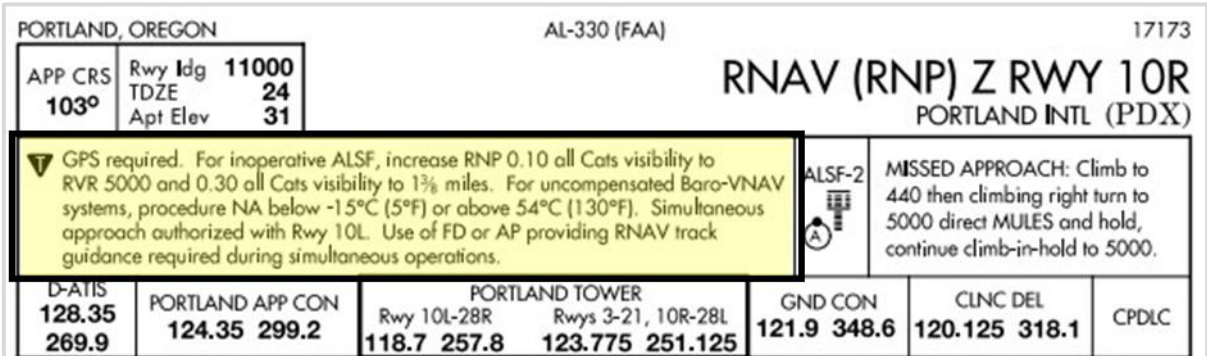 PORTLAND, OREGON
AL-330 (FAA)
17173
APP CRS
103°
Rwy ldg 11000
TDZE 24
Apt Elev 31
RNAV (RNP) Z RWY 10R
PORTLAND INTL (PDX)
T GPS required. For inoperative ALSF, increase RNP 0.10 all Cats visibility to
RVR 5000 and 0.30 all Cats visibility to 1⅜ miles. For uncompensated Baro-VNAV
systems, procedure NA below -15°C (5°F) or above 54°C (130°F). Simultaneous
approach authorized with Rwy 10L. Use of FD or AP providing RNAV track
guidance required during simultaneous operations.
ALSF-2
A
MISSED APPROACH: Climb to
440 then climbing right turn to
5000 direct MULES and hold,
continue climb-in-hold to 5000.
D-ATIS
128.35
269.9
PORTLAND APP CON
124.35 299.2
PORTLAND TOWER
Rwy 10L-28R Rwys 3-21, 10R-28L
118.7 257.8 123.775 251.125
GND CON
121.9 348.6
CLNC DEL
120.125 318.1
CPDLC